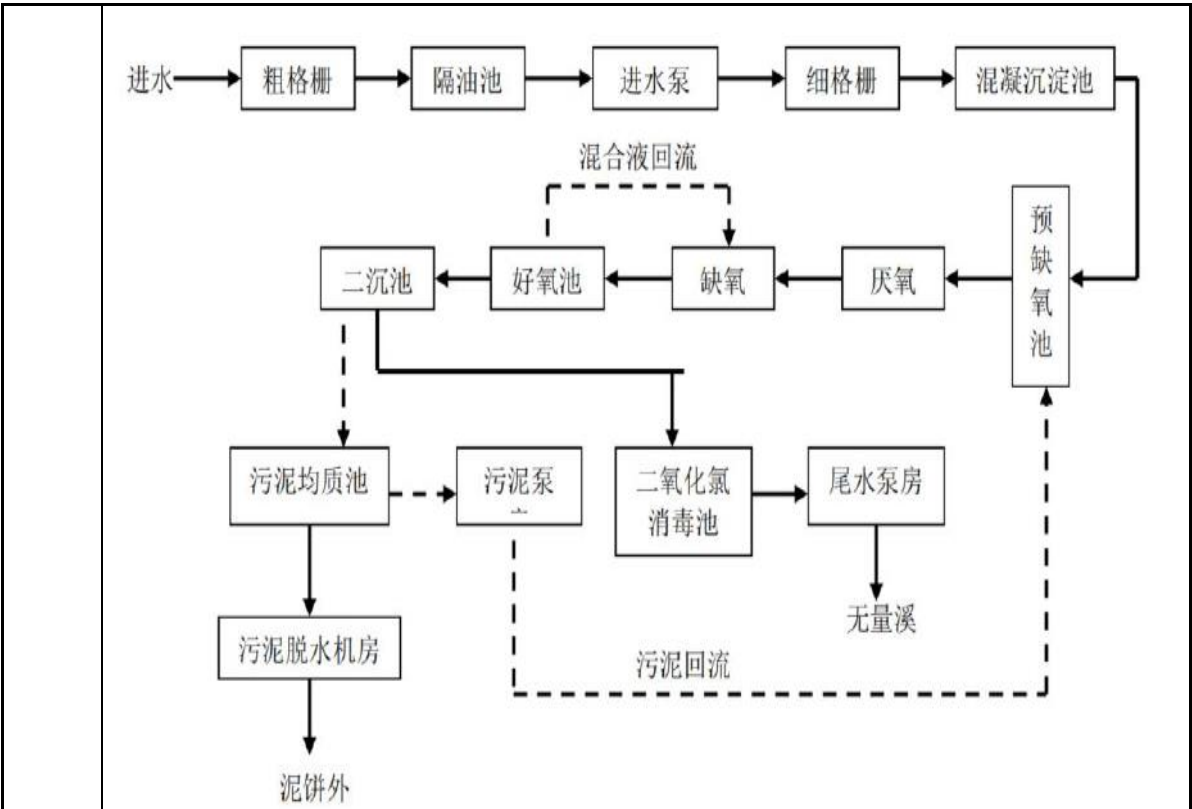 进水
粗格栅
隔油池
进水泵
细格栅
混凝沉淀池
混合液回流
预
缺
氧
池
厌氧
缺氧
好氧池
二沉池
污泥均质池
污泥泵
二氧化氯
消毒池
尾水泵房
无量溪
污泥脱水机房
污泥回流
泥饼外